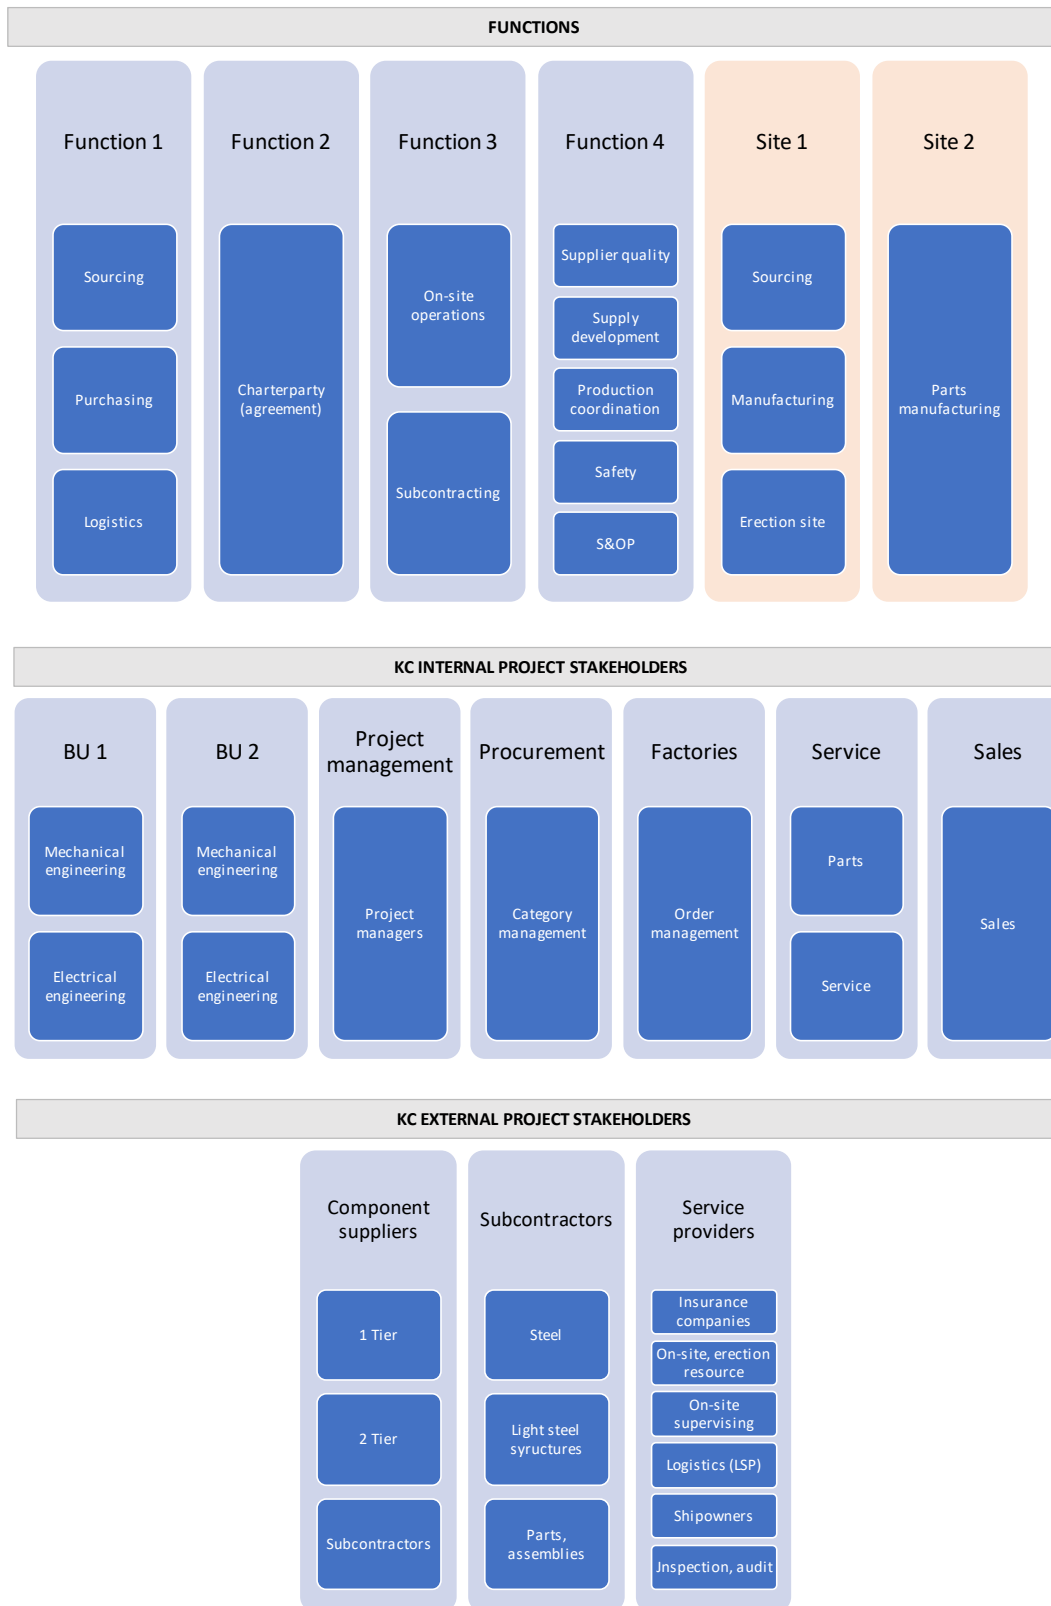 FUNCTIONS
Function 1
Sourcing
Purchasing
Logistics
Function 2
Charterparty
(agreement)
Function 3
On-site
operations
Subcontracting
Function 4
Supplier quality
Supply
development
Production
coordination
Safety
S&OP
Site 1
Sourcing
Manufacturing
Erection site
Site 2
Parts
manufacturing
KC INTERNAL PROJECT STAKEHOLDERS
BU 1
Mechanical
engineering
Electrical
engineering
BU 2
Mechanical
engineering
Electrical
engineering
Project
management
Project
managers
Procurement
Category
management
Factories
Order
management
Service
Parts
Service
Sales
Sales
KC EXTERNAL PROJECT STAKEHOLDERS
Component
suppliers
1 Tier
2 Tier
Subcontractors
Subcontractors
Steel
Light steel
syructures
Parts,
assemblies
Service
providers
Insurance
companies
On-site, erection
resource
On-site
supervising
Logistics (LSP)
Shipowners
Jnspection, audit